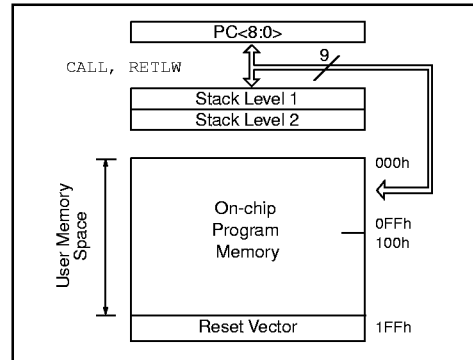 PC<8:0>
CALL, RETLW
9
Stack Level 1
Stack Level 2
User Memory
Space
On-chip
Program
Memory
000h
0FFh
100h
Reset Vector
1FFh